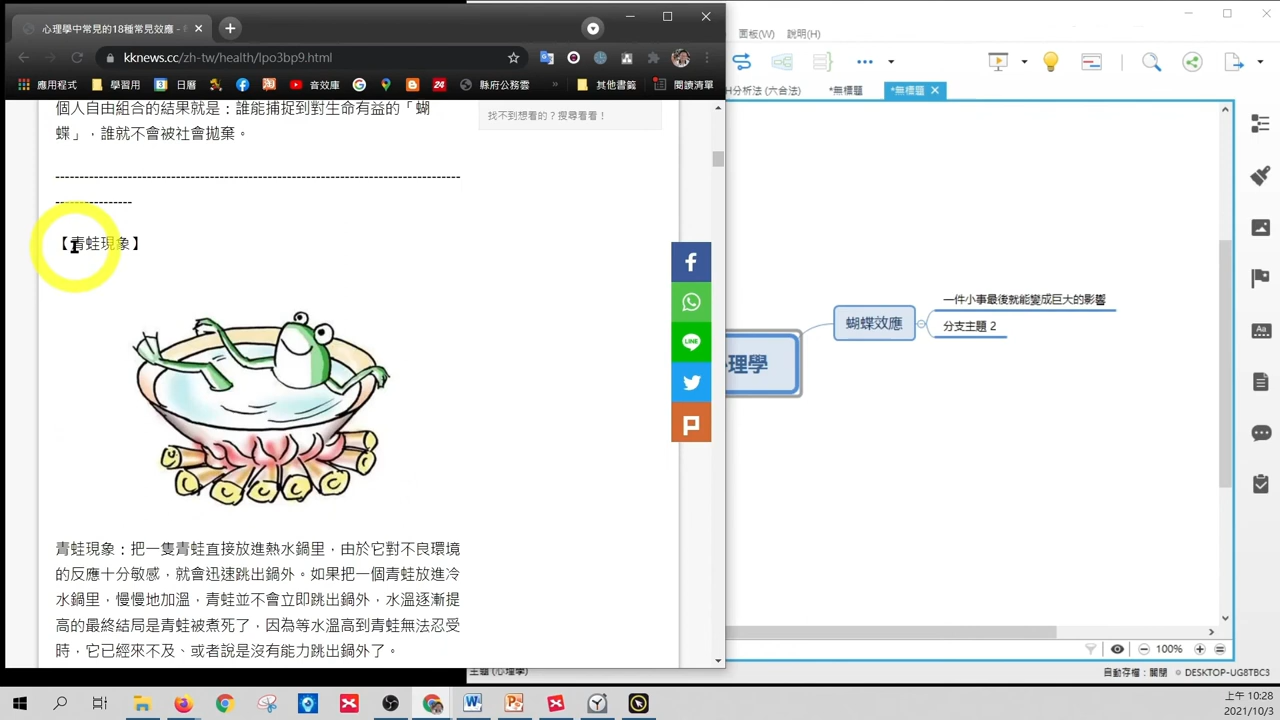 心理學中常見的18種常見效應 -
kknews.cc/zh-tw/health/lpo3bp9.html
應用程式
學習用
日曆
音效庫
縣府公務雲
»
其他書籤
閱讀清單
個人自由組合的結果就是：誰能捕捉到對生命有益的「蝴
蝶」，誰就不會被社會拋棄。
找不到想看的？搜尋看看！
【青蛙現象】
青蛙現象：把一隻青蛙直接放進熱水鍋里，由於它對不良環境
的反應十分敏感，就會迅速跳出鍋外。如果把一個青蛙放進冷
水鍋里，慢慢地加溫，青蛙並不會立即跳出鍋外，水溫逐漸提
高的最終結局是青蛙被煮死了，因為等水溫高到青蛙無法忍受
時，它已經來不及、或者說是沒有能力跳出鍋外了。
面板(W)
說明(H)
H分析法 (六合法)
*無標題
*無標題
蝴蝶效應
一件小事最後就能變成巨大的影響
分支主題 2
理學
100%
主題 (心理學)
自動存檔：關閉
DESKTOP-UG8TBC3
上午 10:28
2021/10/3